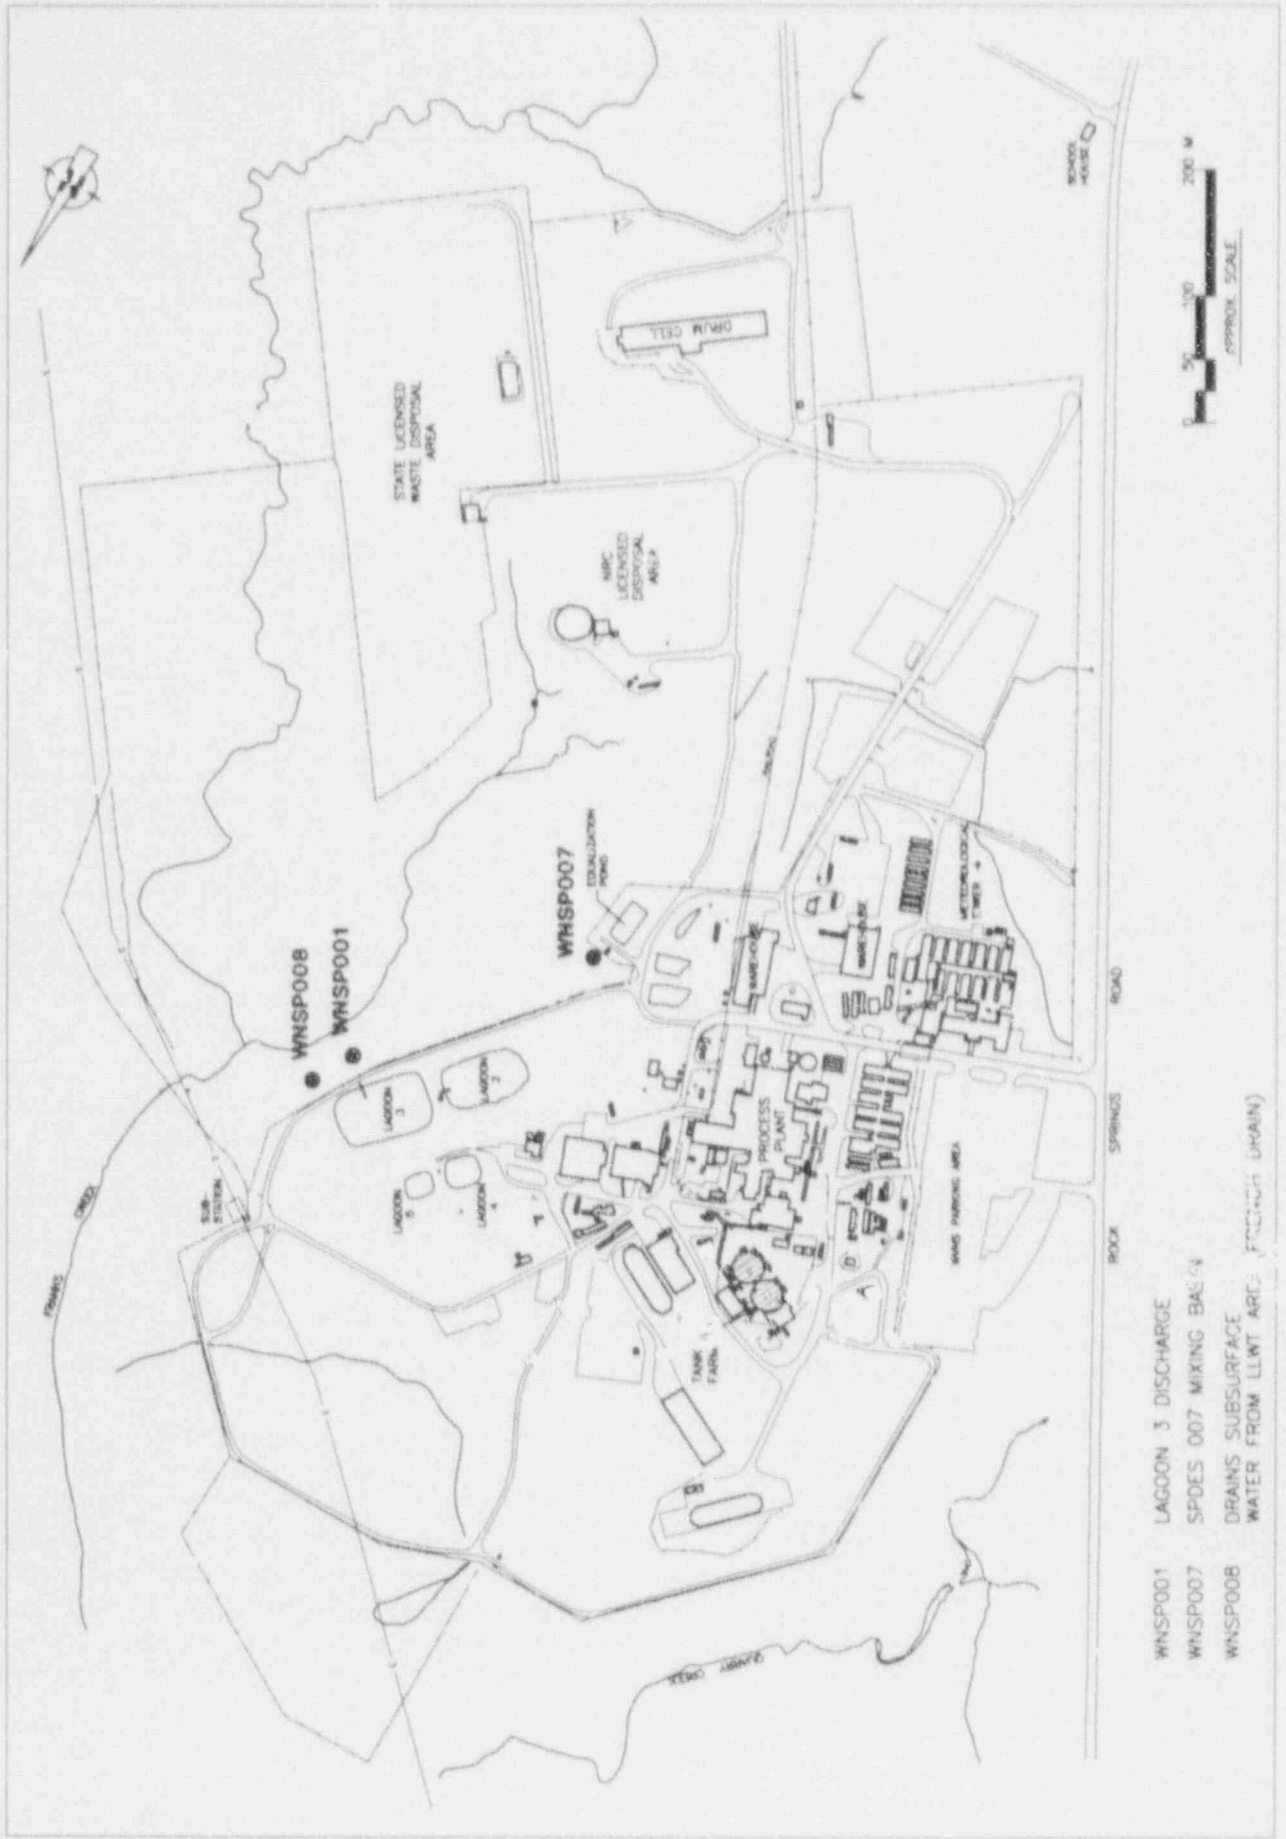 FRANKS
CREEK
SUB-
STATION
WNSP008
WNSP001
LAGOON
3
LAGOON
2
LAGOON
5
LAGOON
4
STATE LICENSED
WASTE DISPOSAL
AREA
WNSP007
EQUALIZATION
POND
NRC
LICENSED
DISPOSAL
AREA
DRUM CELL
TANK
FARM
PROCESS
PLANT
WAREHOUSE
WAREHOUSE
METEOROLOGICAL
TOWER
PARKING AREA
QUARRY CREEK
ROCK
SPRINGS
ROAD
SCHOOL
HOUSE
0
50
100
200 M
APPROX. SCALE
WNSP001 LAGOON 3 DISCHARGE
WNSP007 SPDES 007 MIXING BASIN
WNSP008 DRAINS SUBSURFACE
WATER FROM LLWT (FRENCH DRAIN)